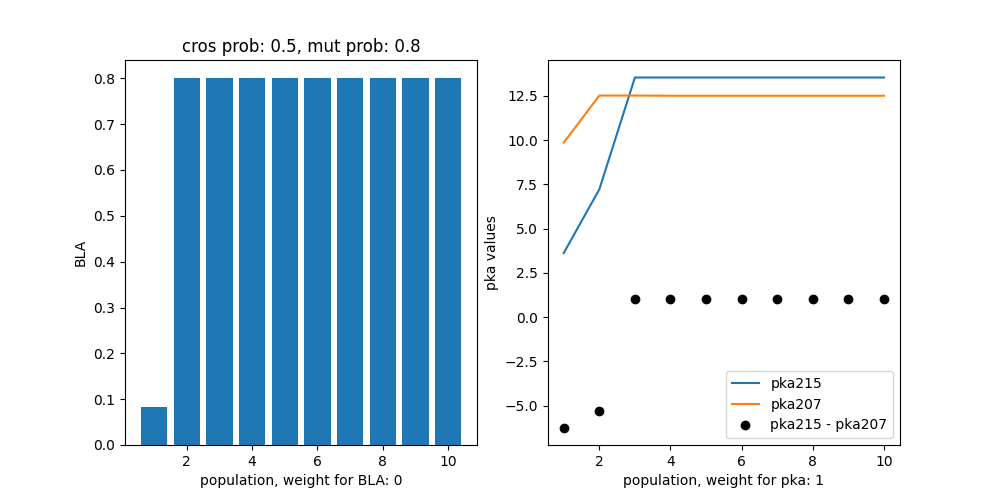 cros prob: 0.5, mut prob: 0.8
BLA
0.8
0.7
0.6
0.5
0.4
0.3
0.2
0.1
0.0
2 4 6 8 10
population, weight for BLA: 0
pka values
12.5
10.0
7.5
5.0
2.5
0.0
−2.5
−5.0
pka215
pka207
pka215 - pka207
2 4 6 8 10
population, weight for pka: 1